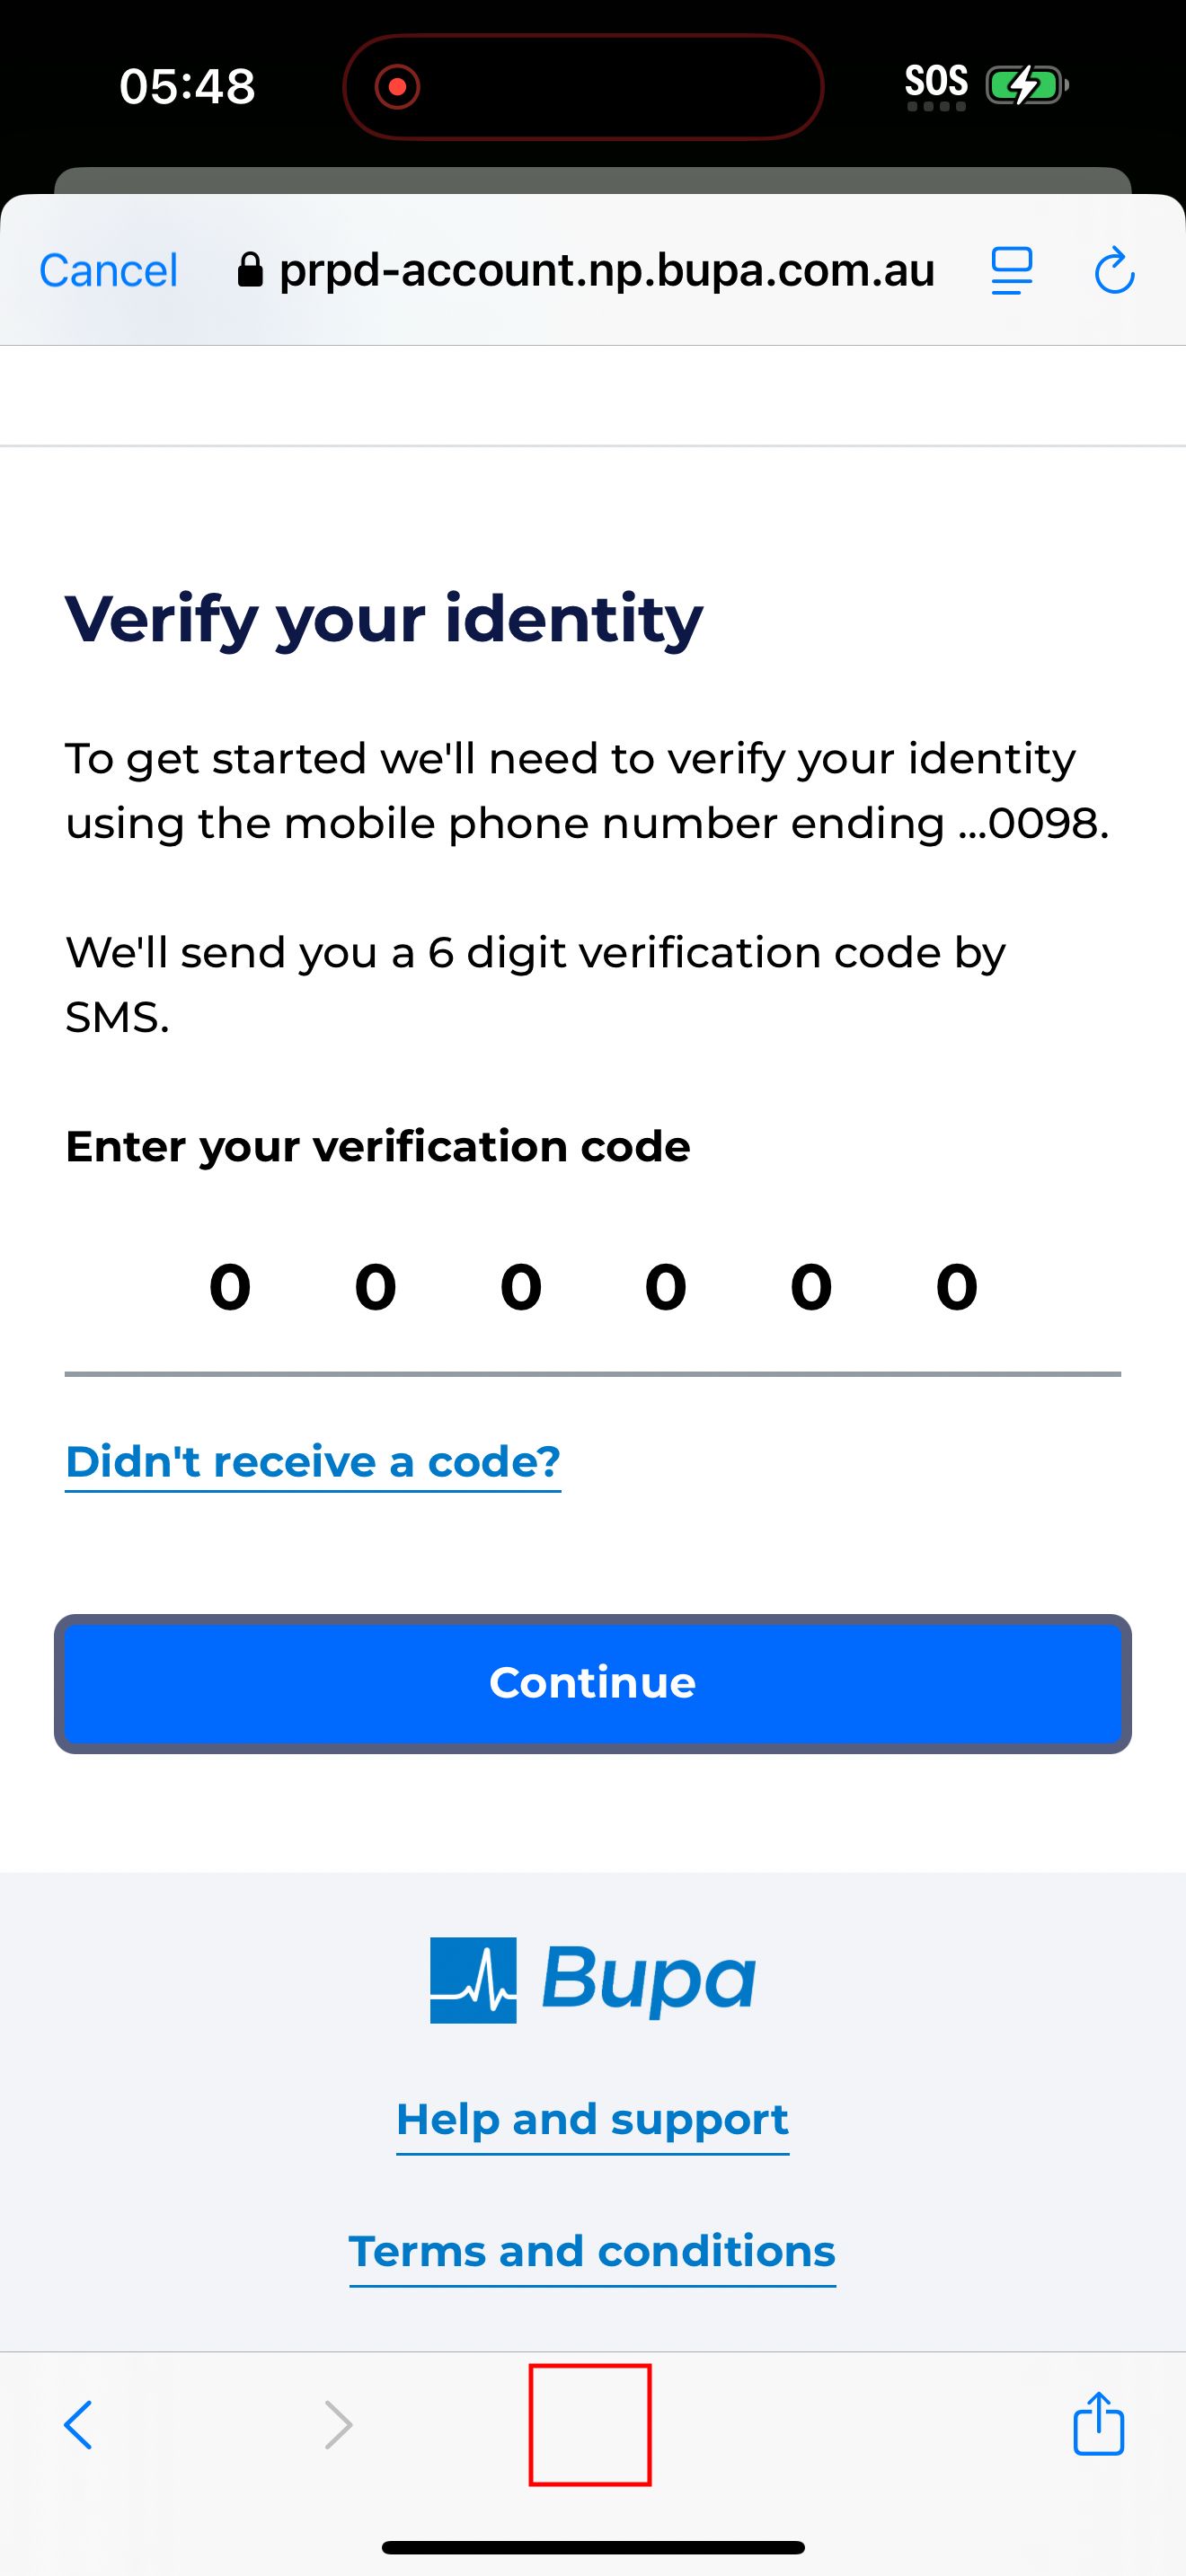 05:48
SOS
Cancel
prpd-account.np.bupa.com.au
Verify your identity
To get started we'll need to verify your identity
using the mobile phone number ending ...0098.
We'll send you a 6 digit verification code by
SMS.
Enter your verification code
0 0 0 0 0 0
Didn't receive a code?
Continue
Bupa
Help and support
Terms and conditions